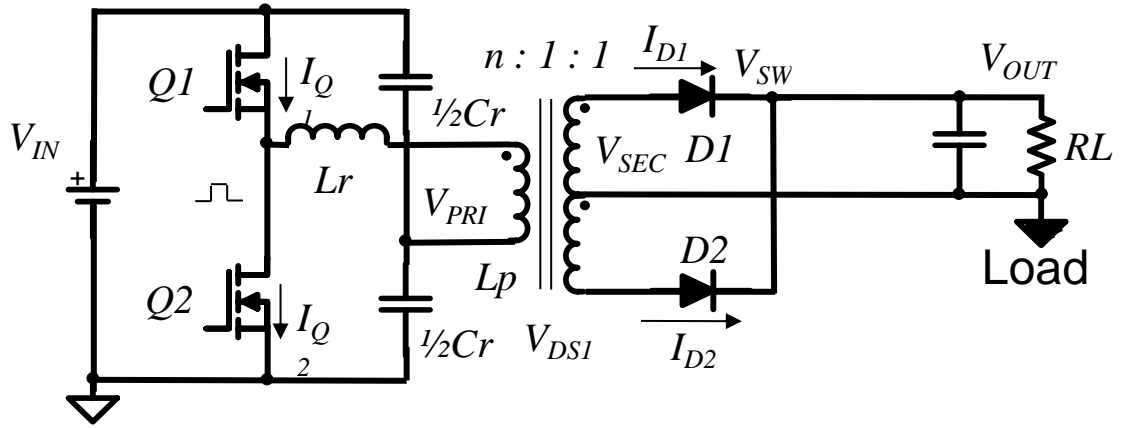 n : 1 : 1
I_D1
V_SW
V_OUT
Q1
I_Q
1
½Cr
V_IN
+
Lr
V_PRI
V_SEC
D1
RL
Lp
D2
Load
Q2
I_Q
2
½Cr
V_DS1
I_D2